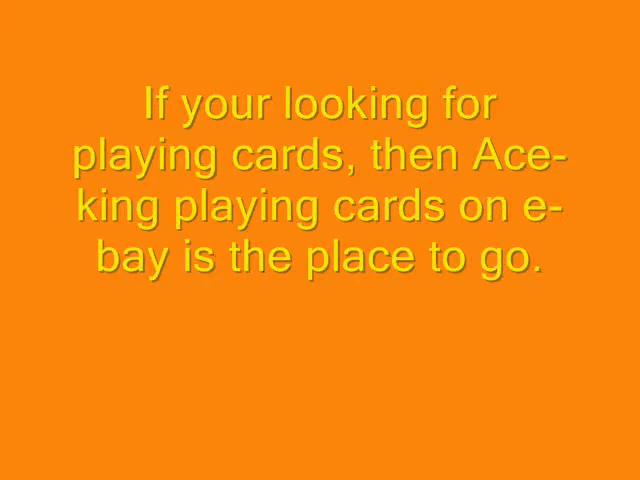 If your looking for
playing cards, then Ace-
king playing cards on e-
bay is the place to go.